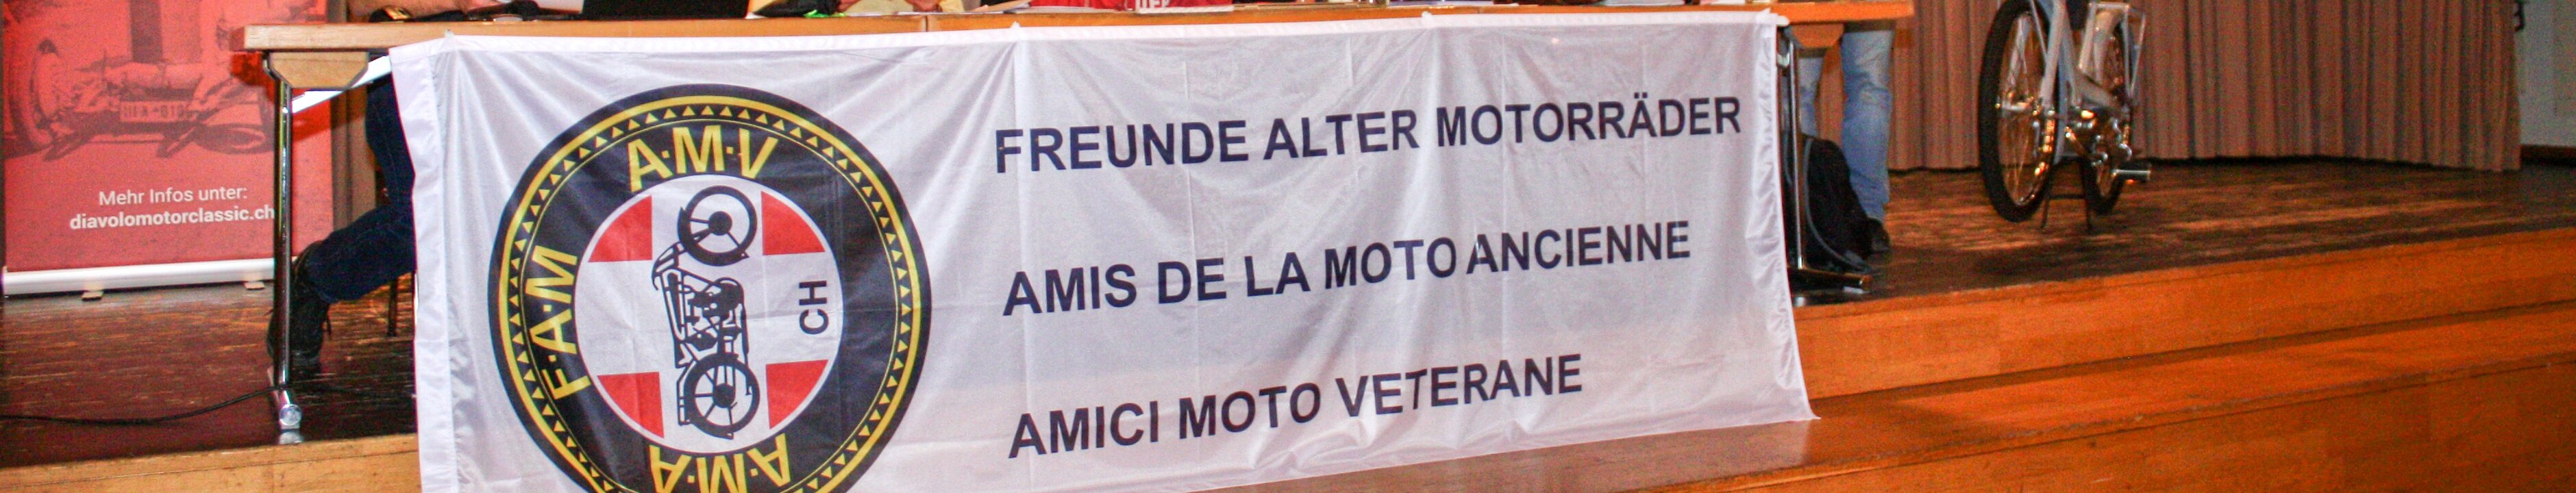 Mehr Infos unter:
diavolomotorclassic.ch
A·M·V
F·A·M
A·M·A
CH
FREUNDE ALTER MOTORRÄDER
AMIS DE LA MOTO ANCIENNE
AMICI MOTO VETERANE